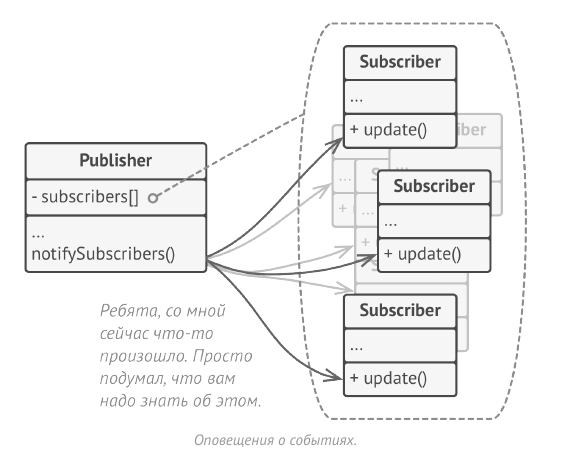 Publisher
- subscribers[]
...
notifySubscribers()
Ребята, со мной
сейчас что-то
произошло. Просто
подумал, что вам
надо знать об этом.
Subscriber
...
+ update()
Subscriber
...
+ update()
Subscriber
...
+ update()
Оповещения о событиях.